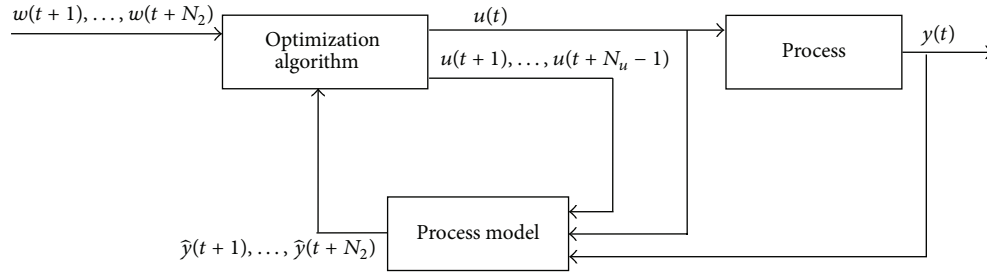 w(t + 1), . . . , w(t + N₂)
Optimization
algorithm
u(t)
u(t + 1), . . . , u(t + Nᵤ − 1)
Process
y(t)
Process model
ŷ(t + 1), . . . , ŷ(t + N₂)